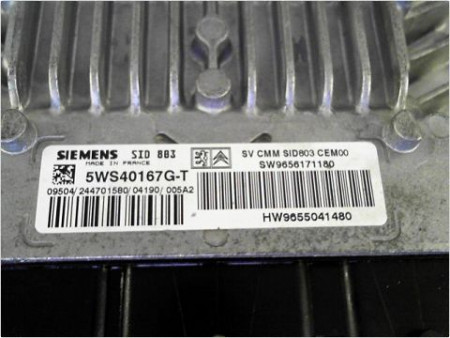 SIEMENS SID 803
MADE IN FRANCE
5WS40167G-T
09504/244701580/04190/005A2
SV CMM SID803 CEM00
SW9656171180
HW9655041480